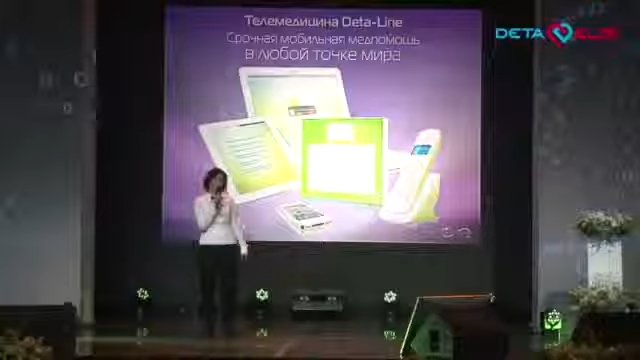 Телемедицина Deta-Line
Срочная мобильная медпомощь
в любой точке мира
DETA ELIS